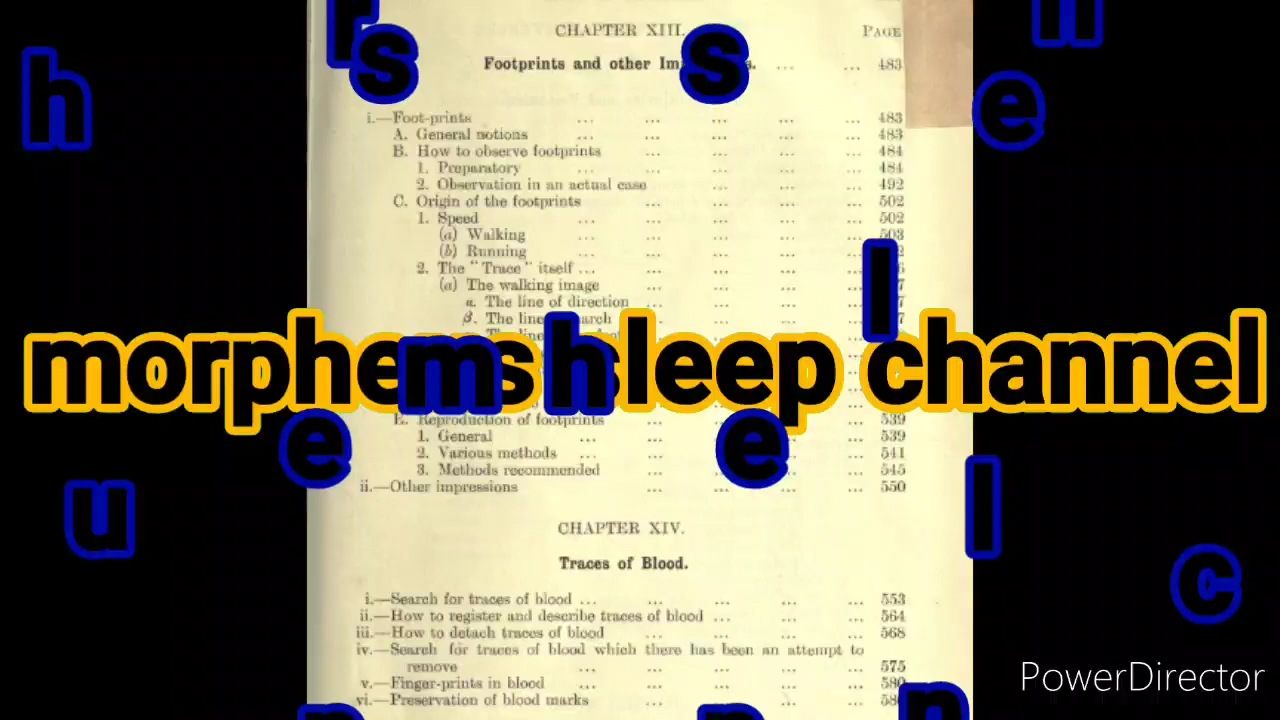 CHAPTER XIII.
PAGE
Footprints and other ... ... 483
i.—Foot-prints ... ... ... ... ... 483
A. General notions ... ... ... ... ... 483
B. How to observe footprints ... ... ... ... 484
1. Preparatory ... ... ... ... ... 484
2. Observation in an actual case ... ... ... 492
C. Origin of the footprints ... ... ... ... 502
1. Speed ... ... ... ... ... 502
(a) Walking ... ... ... ... ... 503
(b) Running ... ... ... ... ...
2. The "Trace" itself ... ... ... ... ...
(a) The walking image ... ... ... ...
α. The line of direction ... ... ... ...
β. The line ... ... ...
morphems sleep channel
E. Reproduction of footprints ... ... ... 539
1. General ... ... ... ... 539
2. Various methods ... ... ... ... 541
3. Methods recommended ... ... ... 545
ii.—Other impressions ... ... ... ... 550
CHAPTER XIV.
Traces of Blood.
i.—Search for traces of blood ... ... ... ... 553
ii.—How to register and describe traces of blood ... ... ... 564
iii.—How to detach traces of blood ... ... ... ... 568
iv.—Search for traces of blood which there has been an attempt to
remove ... ... ... ... ... 575
v.—Finger-prints in blood ... ... ... ... 580
vi.—Preservation of blood marks ... ... ... ...
PowerDirector